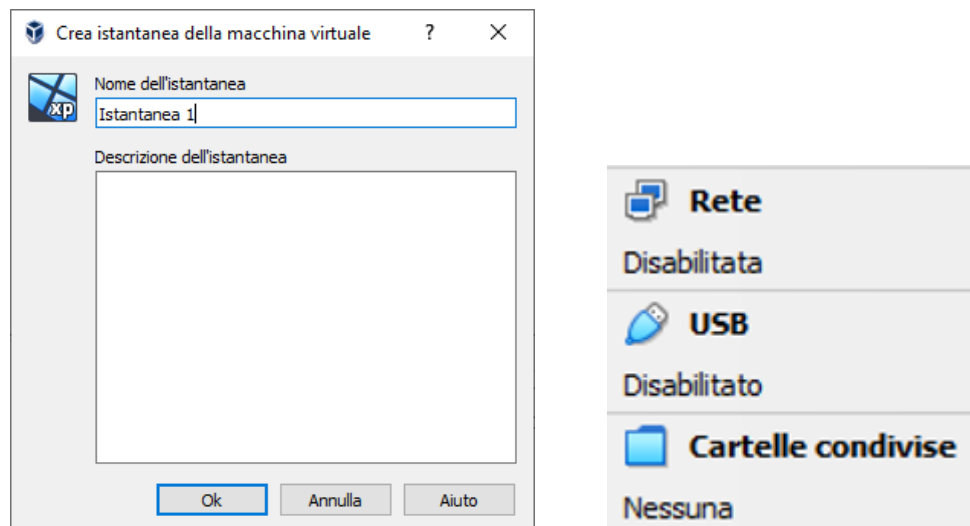 Crea istantanea della macchina virtuale
?
xp
Nome dell'istantanea
Istantanea 1
Descrizione dell'istantanea
Ok
Annulla
Aiuto
Rete
Disabilitata
USB
Disabilitato
Cartelle condivise
Nessuna